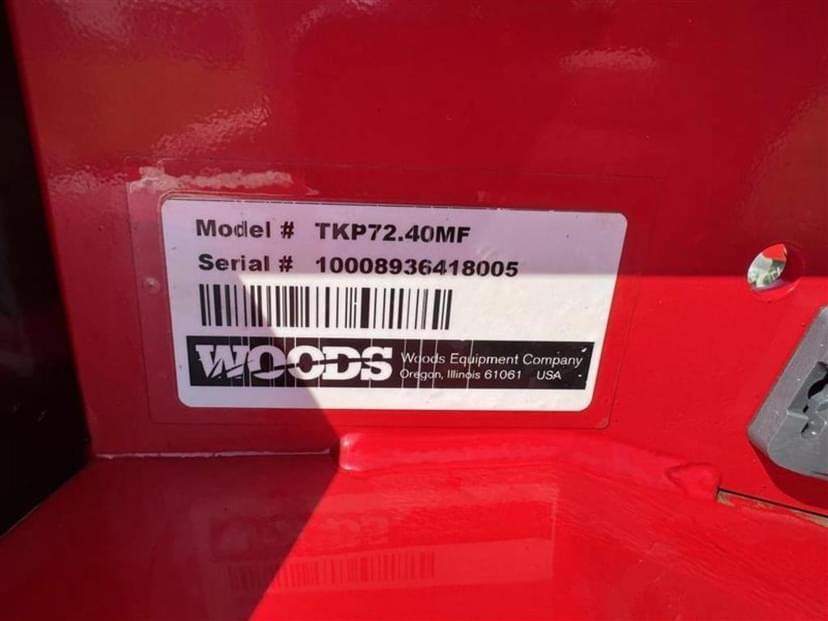 Model # TKP72.40MF
Serial # 10008936418005
WOODS Woods Equipment Company
Oregon, Illinois 61061 USA